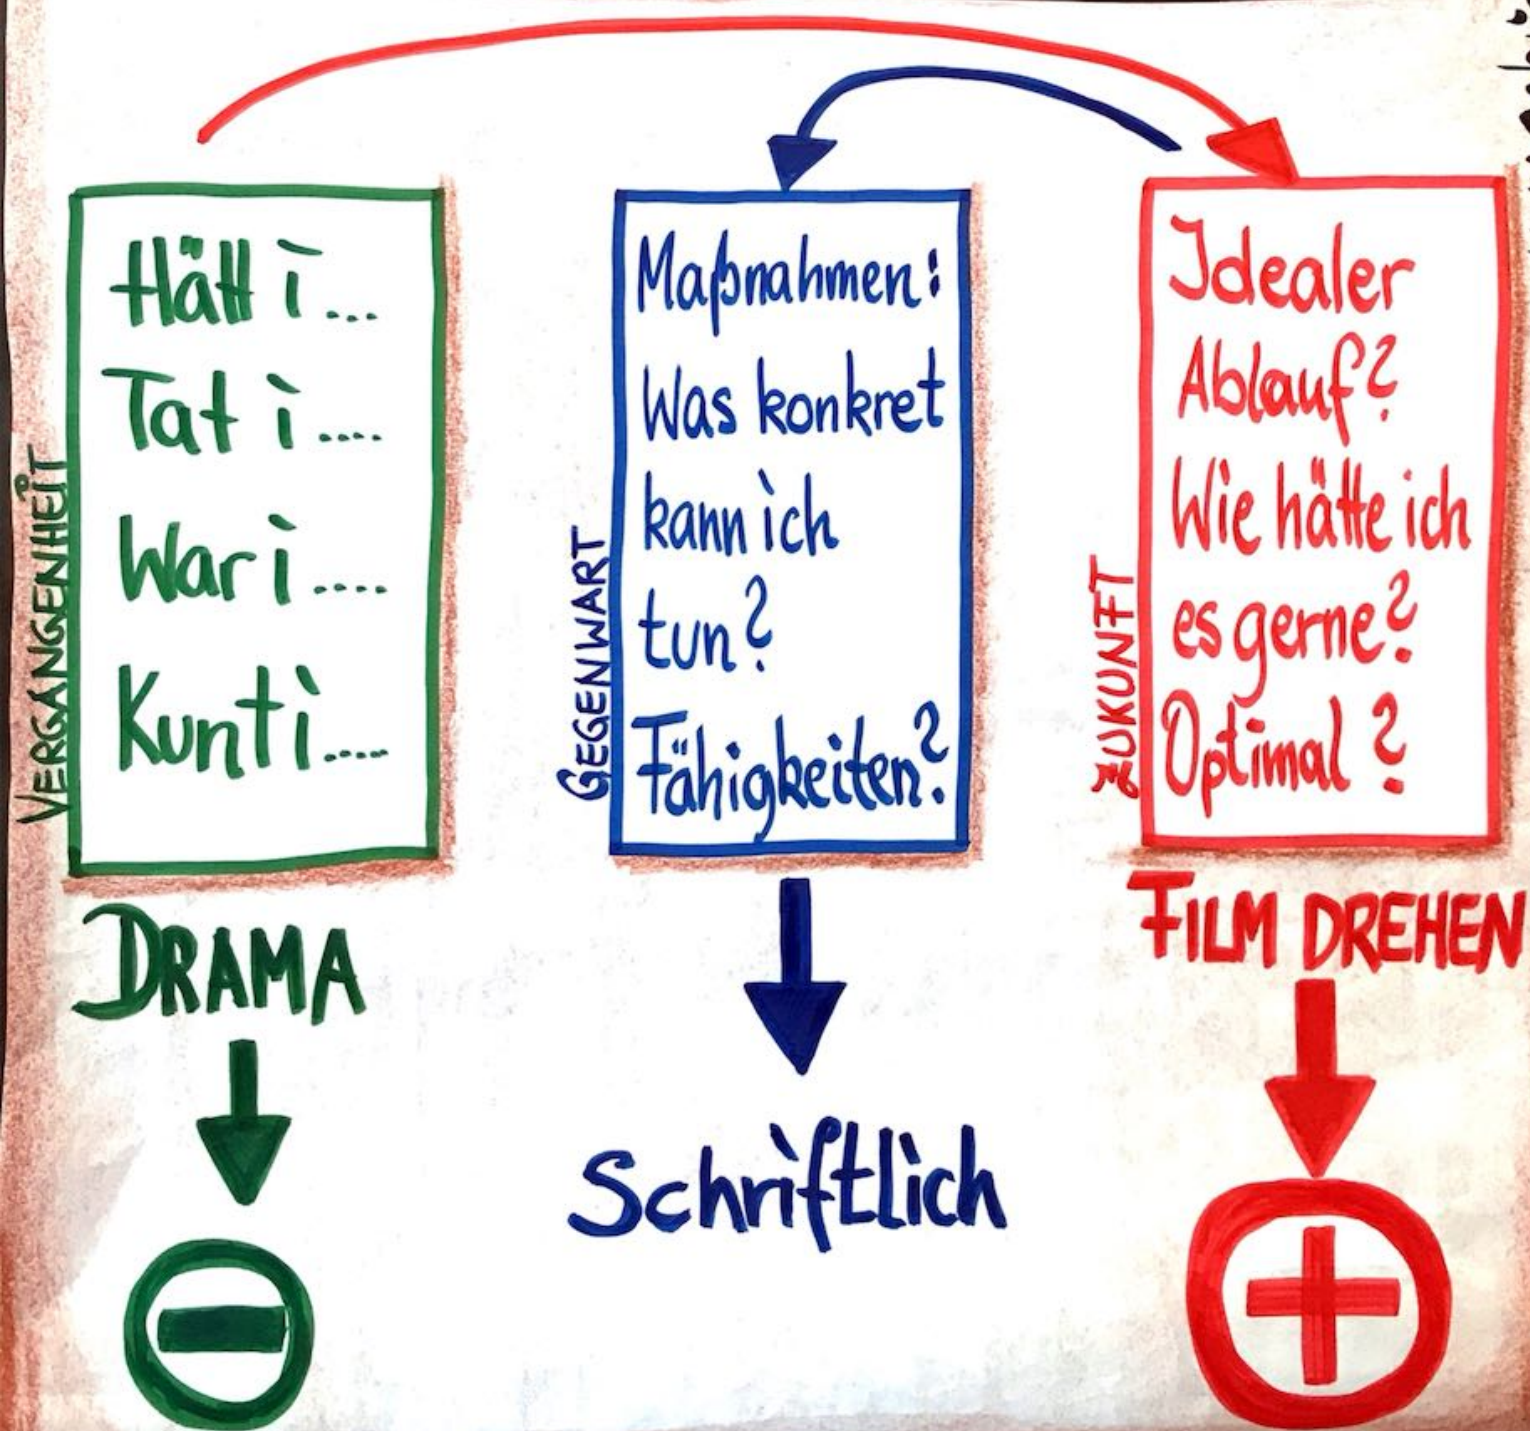 VERGANGENHEIT
Hätt i...
Tat i....
War i....
Kunt i.....
DRAMA
GEGENWART
Maßnahmen:
Was konkret
kann ich
tun?
Fähigkeiten?
Schriftlich
ZUKUNFT
Idealer
Ablauf?
Wie hätte ich
es gerne?
Optimal?
FILM DREHEN